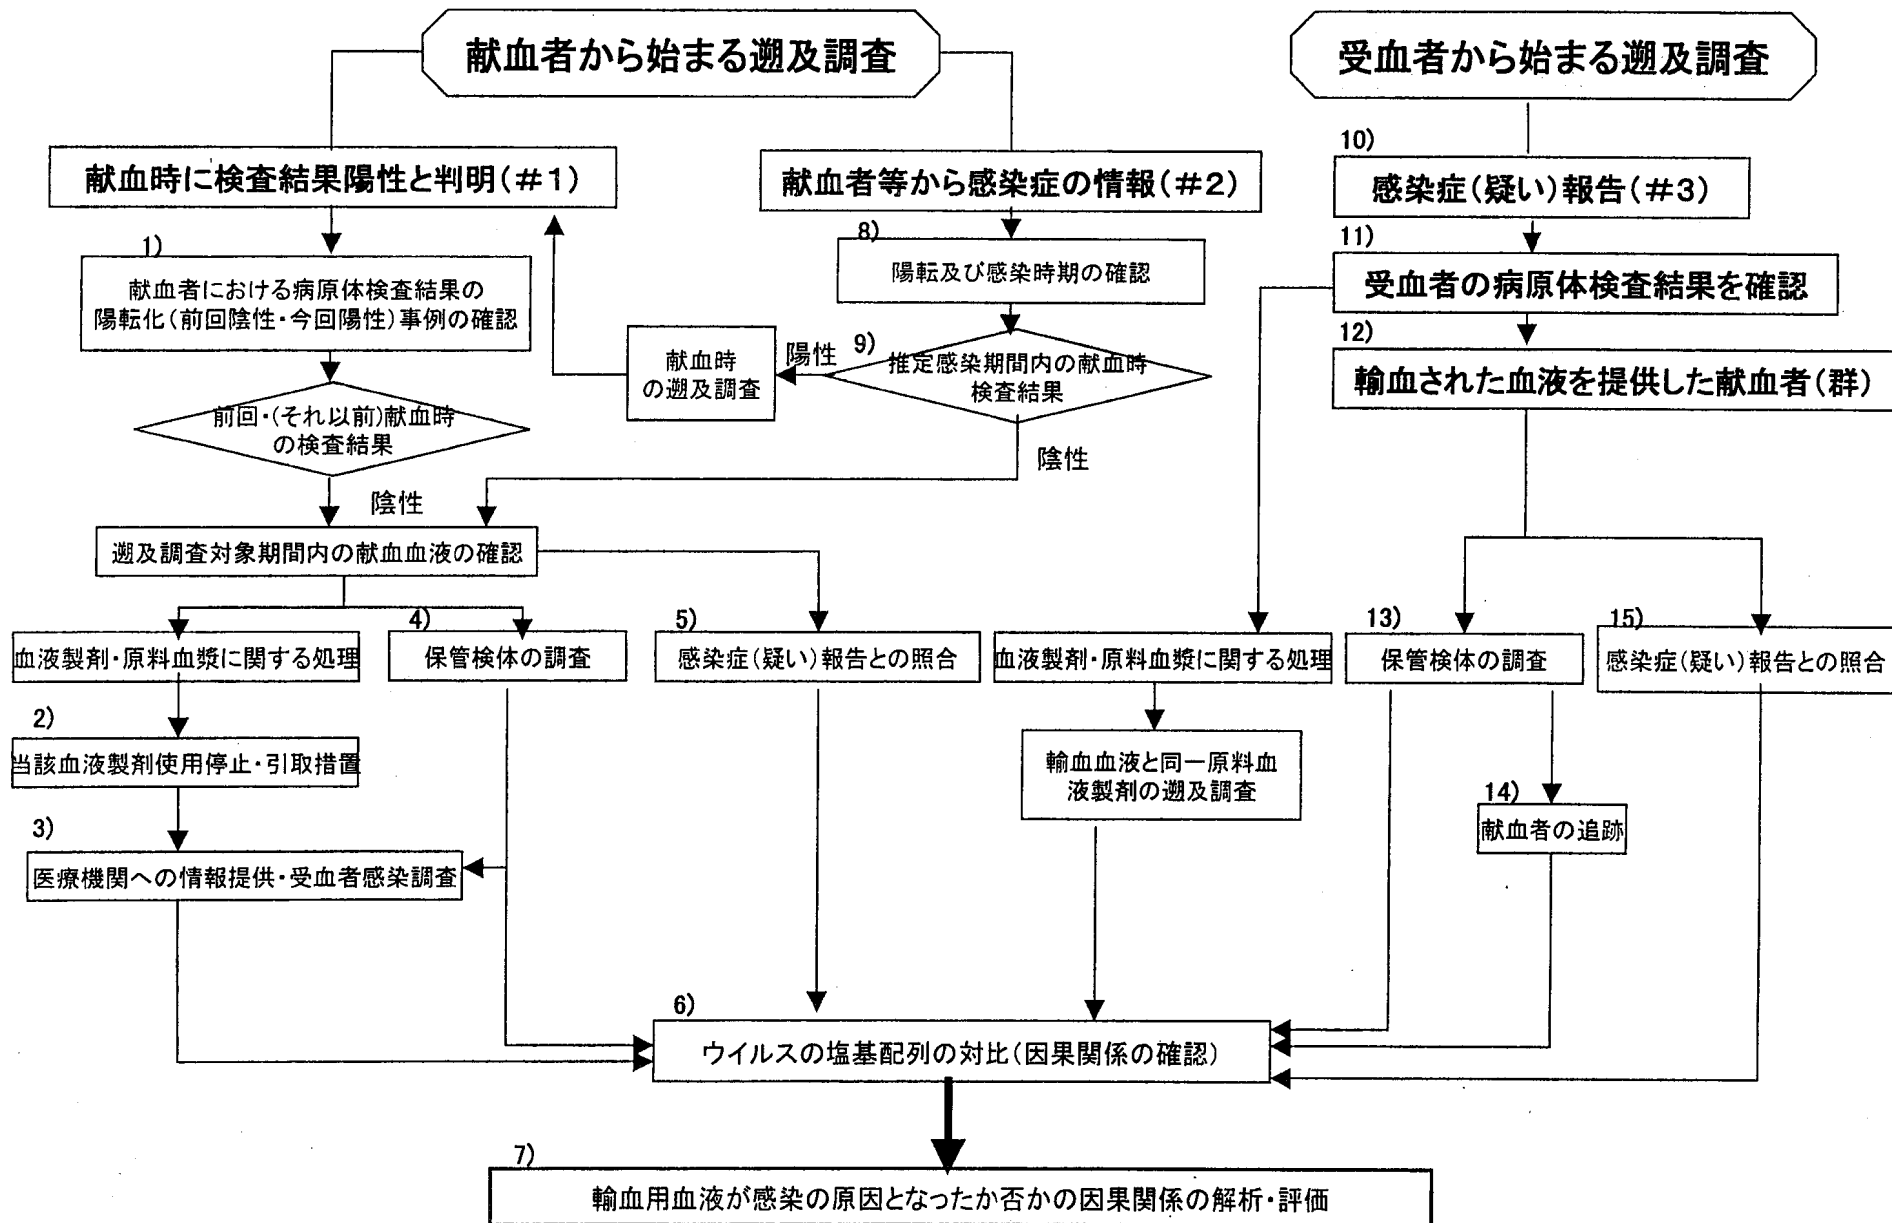 献血者から始まる遡及調査
受血者から始まる遡及調査
献血時に検査結果陽性と判明(#1)
献血者等から感染症の情報(#2)
10)
感染症(疑い)報告(#3)
1)
献血者における病原体検査結果の
陽転化(前回陰性・今回陽性)事例の確認
8)
陽転及び感染時期の確認
11)
受血者の病原体検査結果を確認
前回・(それ以前)献血時
の検査結果
献血時
の遡及調査
陽性
9)
推定感染期間内の献血時
検査結果
12)
輸血された血液を提供した献血者(群)
陰性
陰性
遡及調査対象期間内の献血血液の確認
血液製剤・原料血漿に関する処理
4)
保管検体の調査
5)
感染症(疑い)報告との照合
血液製剤・原料血漿に関する処理
13)
保管検体の調査
15)
感染症(疑い)報告との照合
2)
当該血液製剤使用停止・引取措置
輸血血液と同一原料血
液製剤の遡及調査
14)
献血者の追跡
3)
医療機関への情報提供・受血者感染調査
6)
ウイルスの塩基配列の対比(因果関係の確認)
7)
輸血用血液が感染の原因となったか否かの因果関係の解析・評価